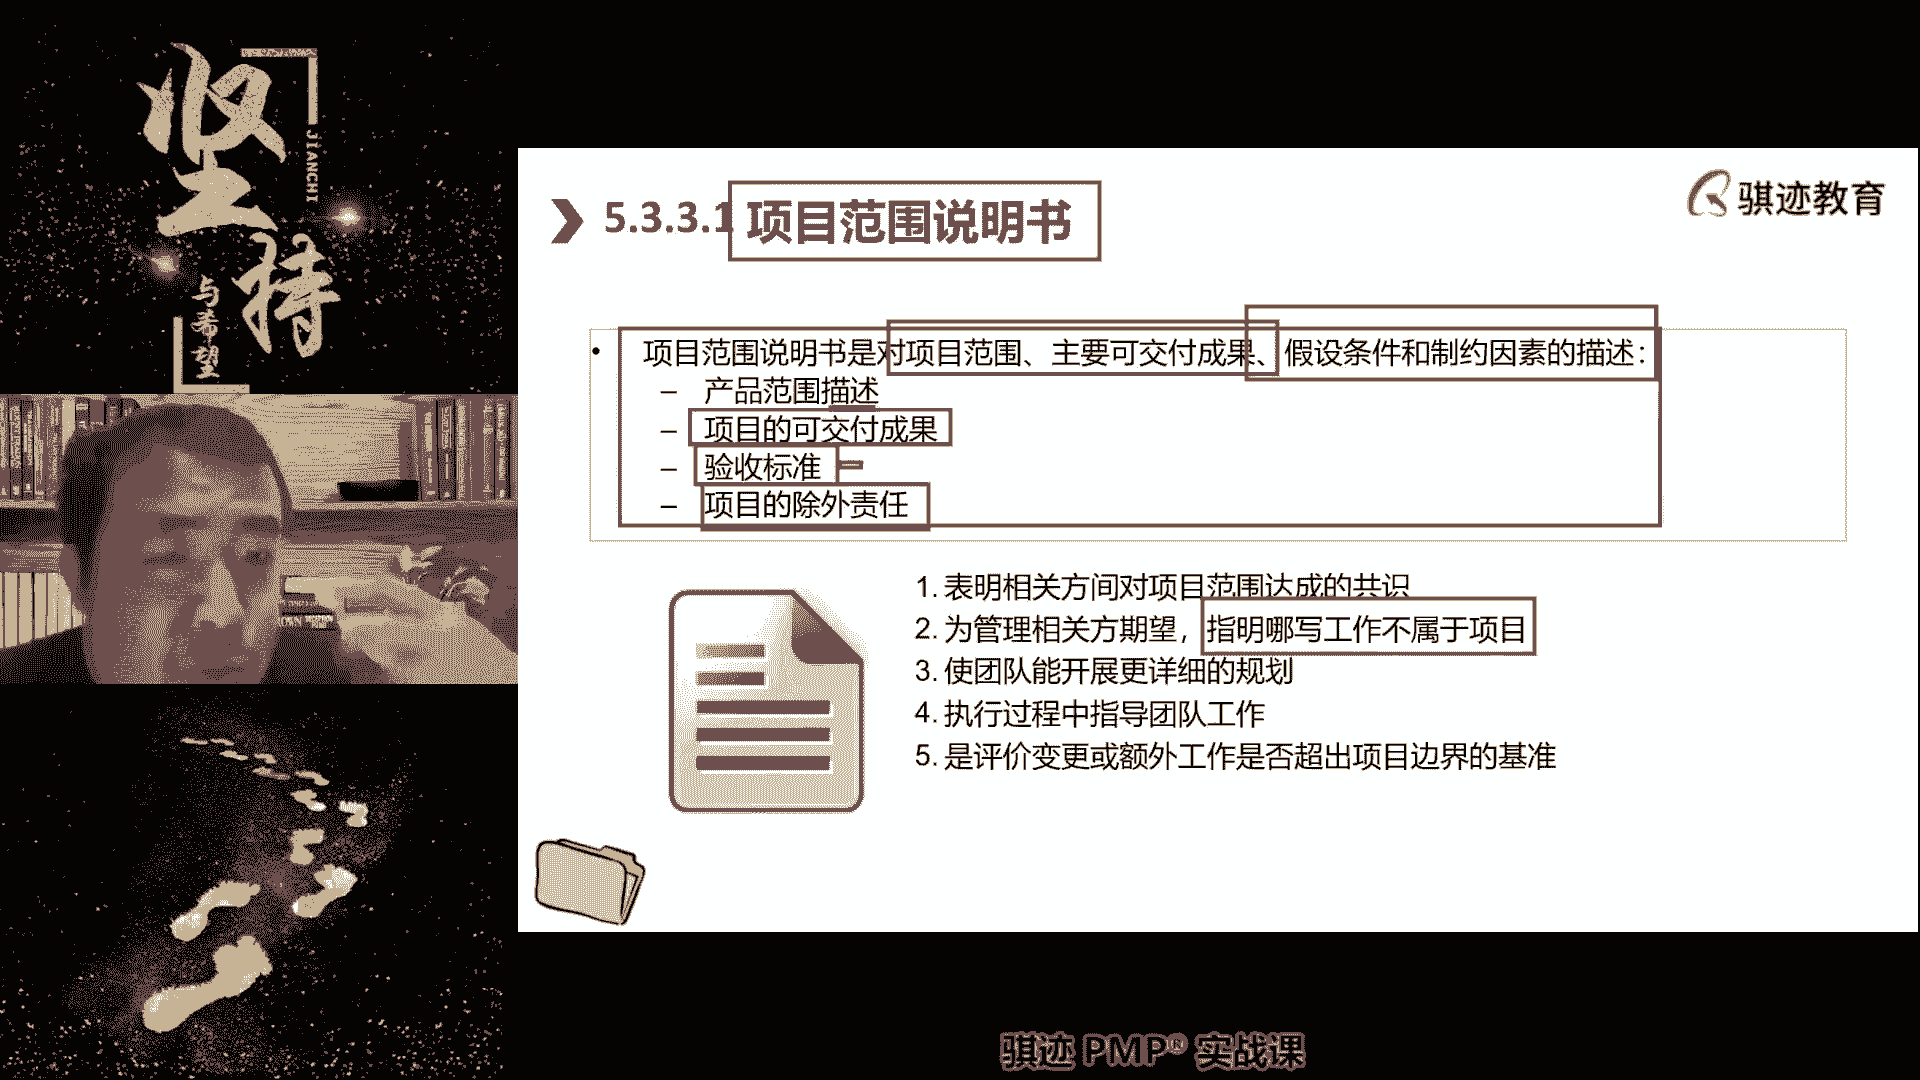 坚
持
JIANCHI
与希望
5.3.3.1 项目范围说明书
骐迹教育
• 项目范围说明书是对项目范围、主要可交付成果、假设条件和制约因素的描述：
– 产品范围描述
– 项目的可交付成果
– 验收标准
– 项目的除外责任
1. 表明相关方间对项目范围达成的共识
2. 为管理相关方期望，指明哪写工作不属于项目
3. 使团队能开展更详细的规划
4. 执行过程中指导团队工作
5. 是评价变更或额外工作是否超出项目边界的基准
骐迹 PMP® 实战课